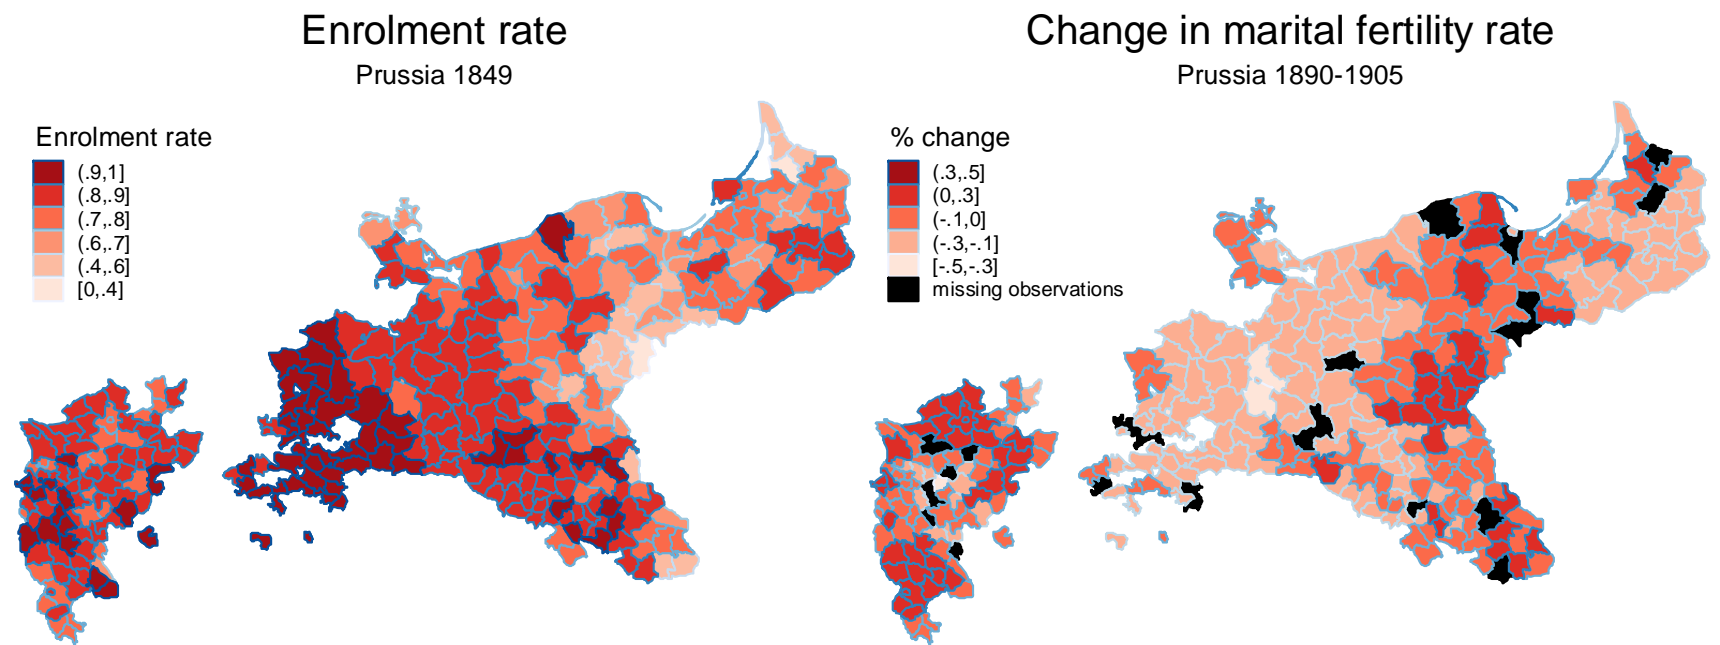 Enrolment rate
Prussia 1849
Enrolment rate
(.9,1]
(.8,.9]
(.7,.8]
(.6,.7]
(.4,.6]
[0,.4]
Change in marital fertility rate
Prussia 1890-1905
% change
(.3,.5]
(0,.3]
(-.1,0]
(-.3,-.1]
[-.5,-.3]
missing observations